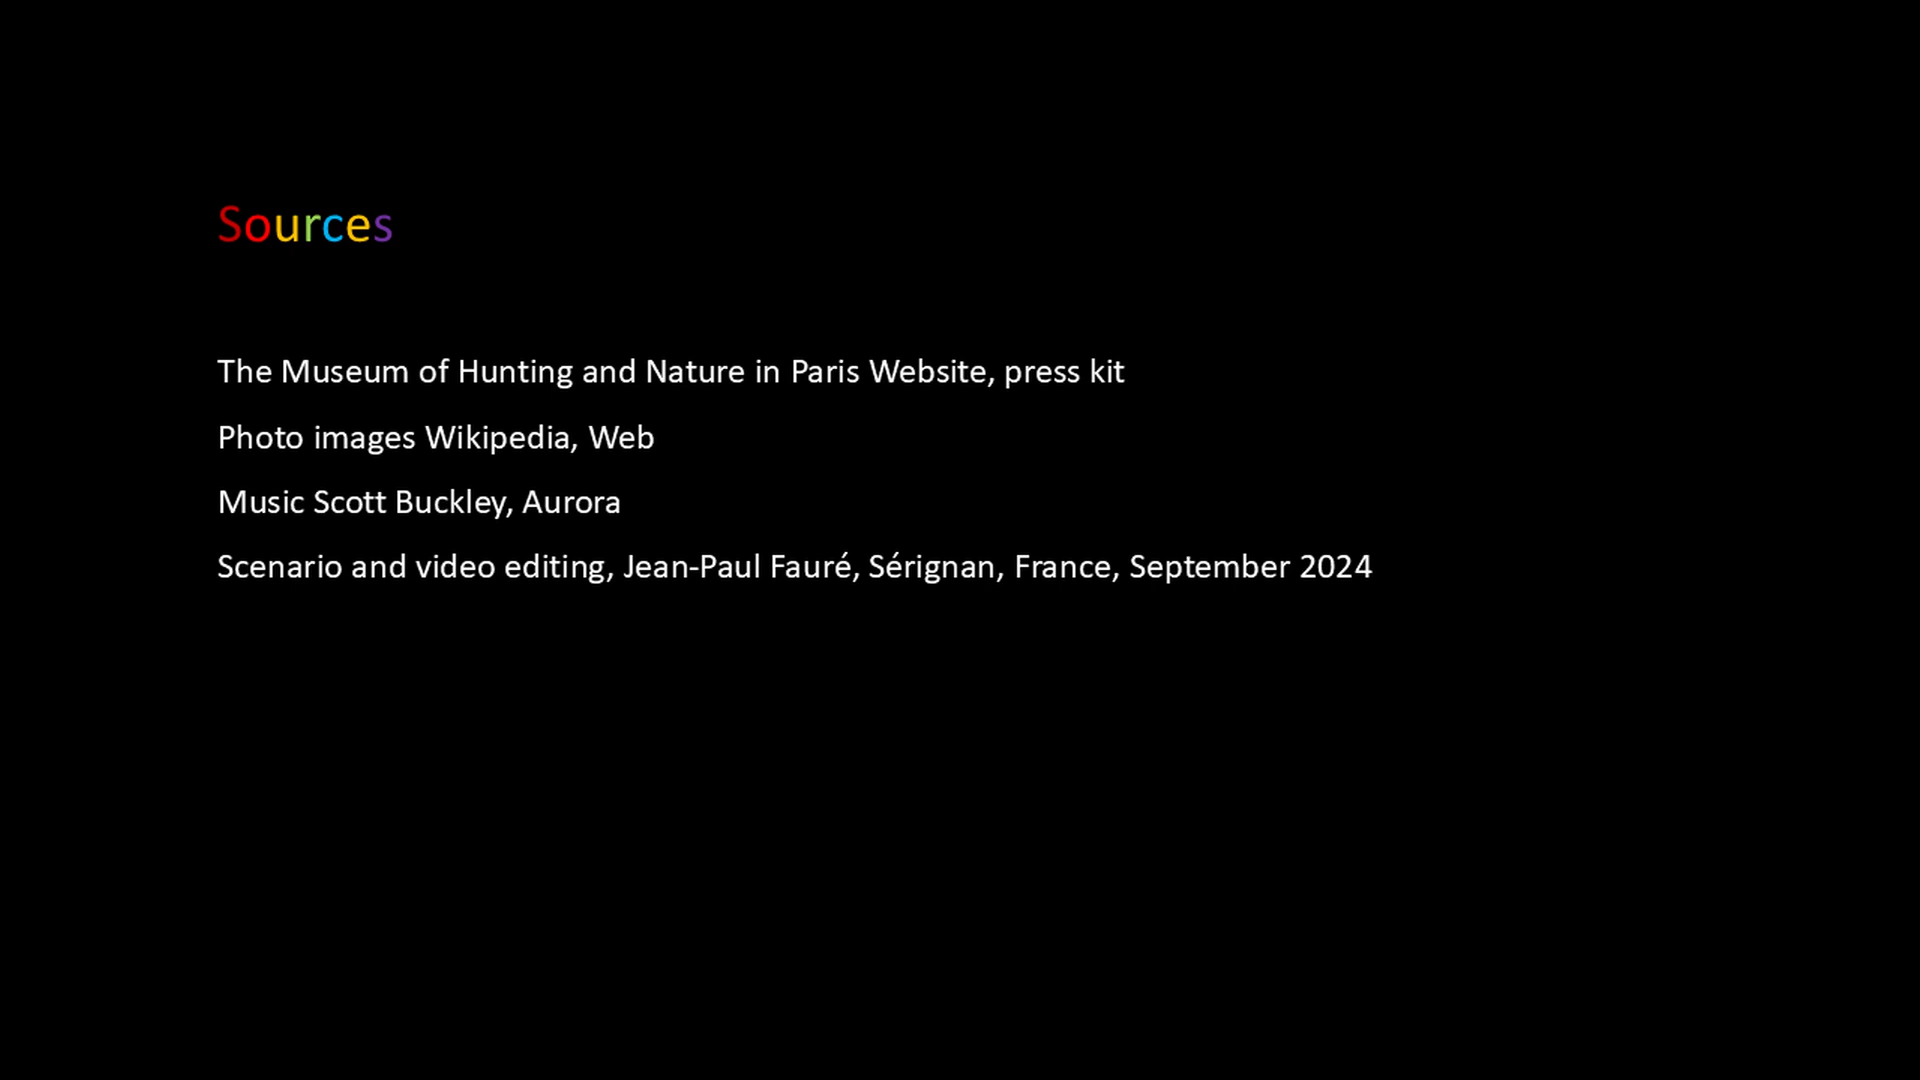 Sources
The Museum of Hunting and Nature in Paris Website, press kit
Photo images Wikipedia, Web
Music Scott Buckley, Aurora
Scenario and video editing, Jean-Paul Fauré, Sérignan, France, September 2024